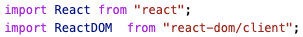 import React from "react";
import ReactDOM  from "react-dom/client";